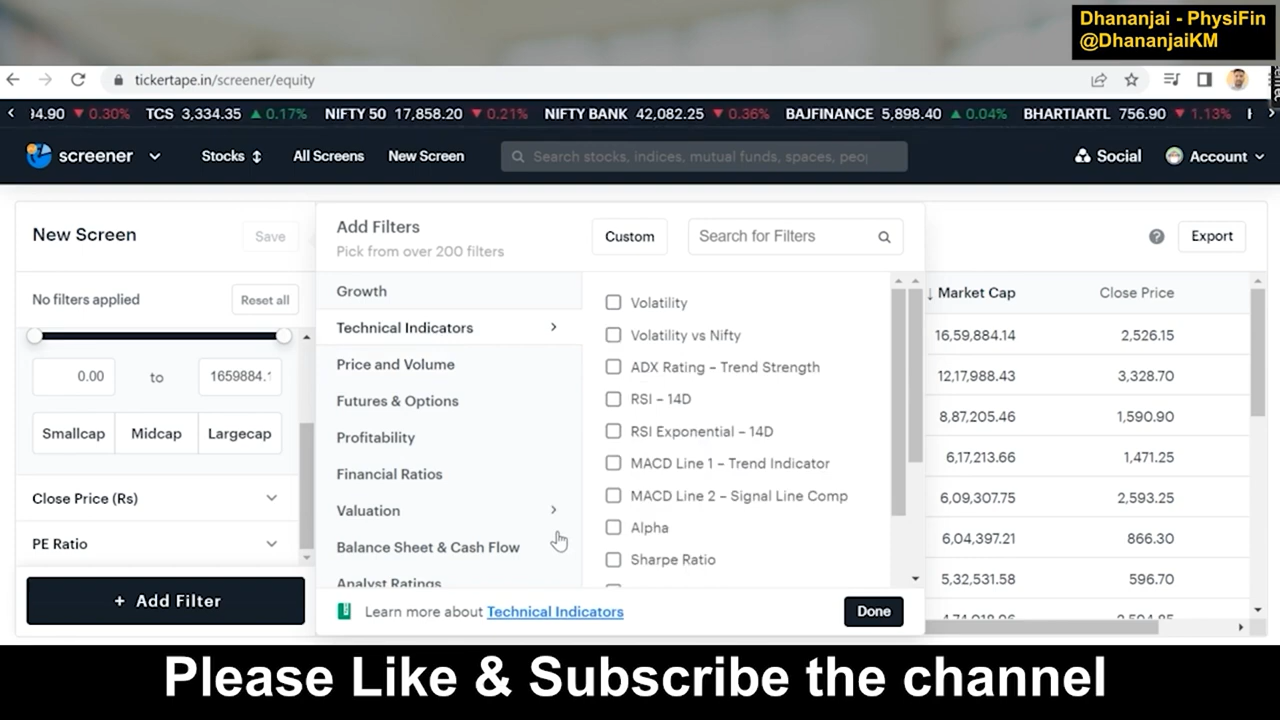 Dhananjai - PhysiFin
@DhananjaiKM
tickertape.in/screener/equity
34.90 ▼ 0.30% TCS 3,334.35 ▲ 0.17% NIFTY 50 17,858.20 ▼ 0.21% NIFTY BANK 42,082.25 ▼ 0.36% BAJFINANCE 5,898.40 ▲ 0.04% BHARTIARTL 756.90 ▼ 1.13%
screener Stocks All Screens New Screen Search stocks, indices, mutual funds, spaces, peop Social Account
New Screen Save
No filters applied Reset all
0.00 to 1659884.1
Smallcap Midcap Largecap
Close Price (Rs)
PE Ratio
+ Add Filter
Add Filters
Pick from over 200 filters
Custom Search for Filters
Growth
Technical Indicators
Price and Volume
Futures & Options
Profitability
Financial Ratios
Valuation
Balance Sheet & Cash Flow
Analyst Ratings
Volatility
Volatility vs Nifty
ADX Rating – Trend Strength
RSI – 14D
RSI Exponential – 14D
MACD Line 1 – Trend Indicator
MACD Line 2 – Signal Line Comp
Alpha
Sharpe Ratio
Learn more about Technical Indicators Done
? Export
↓ Market Cap Close Price
16,59,884.14 2,526.15
12,17,988.43 3,328.70
8,87,205.46 1,590.90
6,17,213.66 1,471.25
6,09,307.75 2,593.25
6,04,397.21 866.30
5,32,531.58 596.70
Please Like & Subscribe the channel